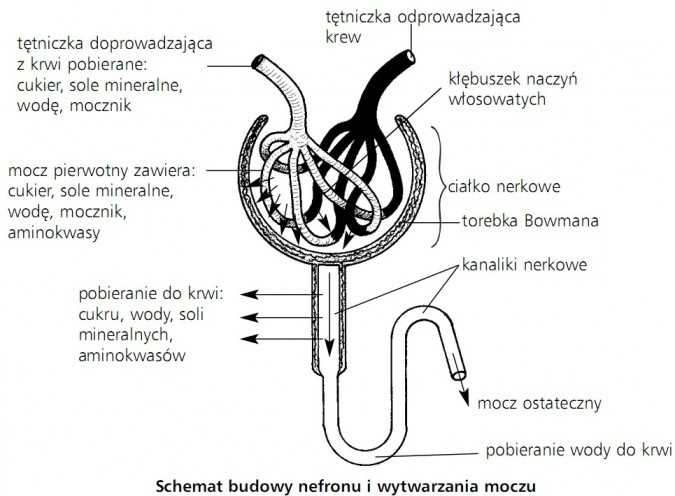 tętniczka doprowadzająca
z krwi pobierane:
cukier, sole mineralne,
wodę, mocznik
tętniczka odprowadzająca
krew
kłębuszek naczyń
włosowatych
mocz pierwotny zawiera:
cukier, sole mineralne,
wodę, mocznik,
aminokwasy
ciałko nerkowe
torebka Bowmana
kanaliki nerkowe
pobieranie do krwi:
cukru, wody, soli
mineralnych,
aminokwasów
mocz ostateczny
pobieranie wody do krwi
Schemat budowy nefronu i wytwarzania moczu